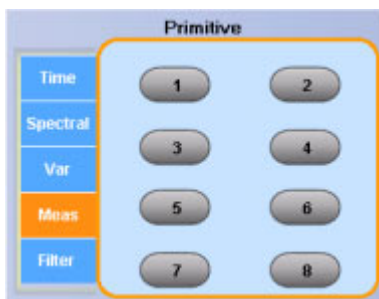 Primitive
Time
1 2
Spectral
3 4
Var
Meas
5 6
Filter
7 8